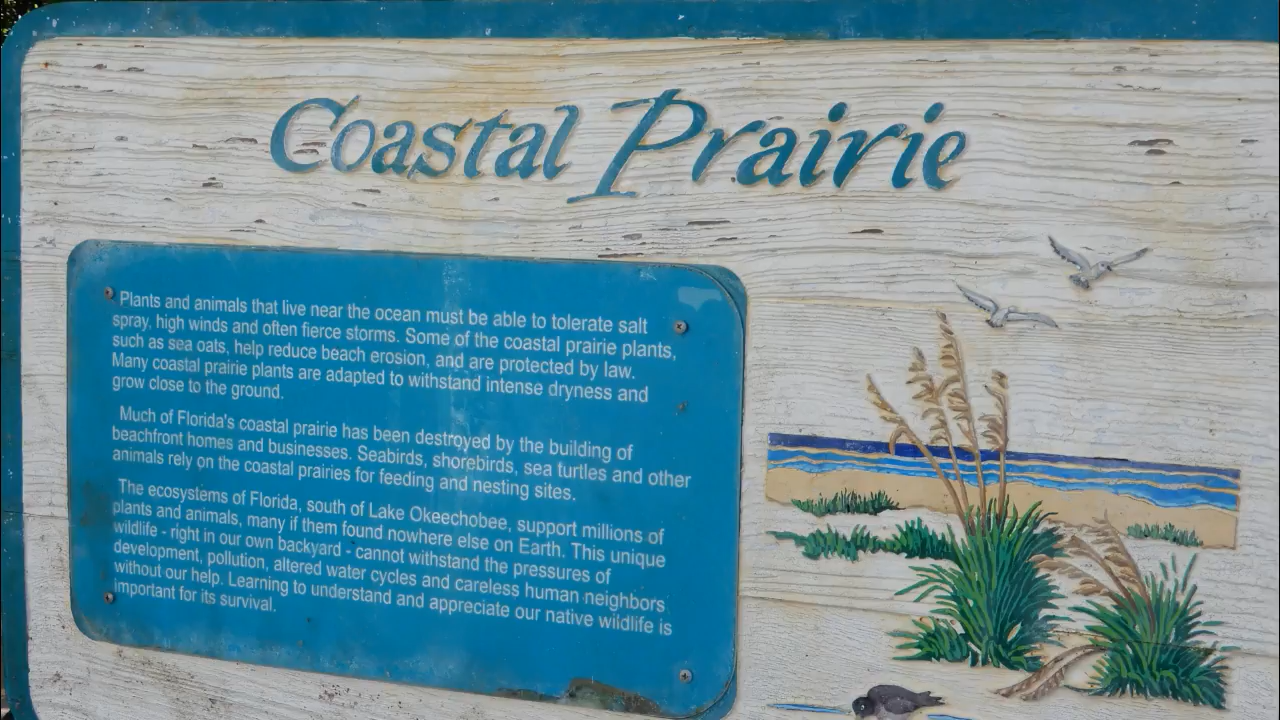 Coastal Prairie
Plants and animals that live near the ocean must be able to tolerate salt
spray, high winds and often fierce storms. Some of the coastal prairie plants,
such as sea oats, help reduce beach erosion, and are protected by law.
Many coastal prairie plants are adapted to withstand intense dryness and
grow close to the ground.
Much of Florida's coastal prairie has been destroyed by the building of
beachfront homes and businesses. Seabirds, shorebirds, sea turtles and other
animals rely on the coastal prairies for feeding and nesting sites.
The ecosystems of Florida, south of Lake Okeechobee, support millions of
plants and animals, many if them found nowhere else on Earth. This unique
wildlife - right in our own backyard - cannot withstand the pressures of
development, pollution, altered water cycles and careless human neighbors
without our help. Learning to understand and appreciate our native wildlife is
important for its survival.